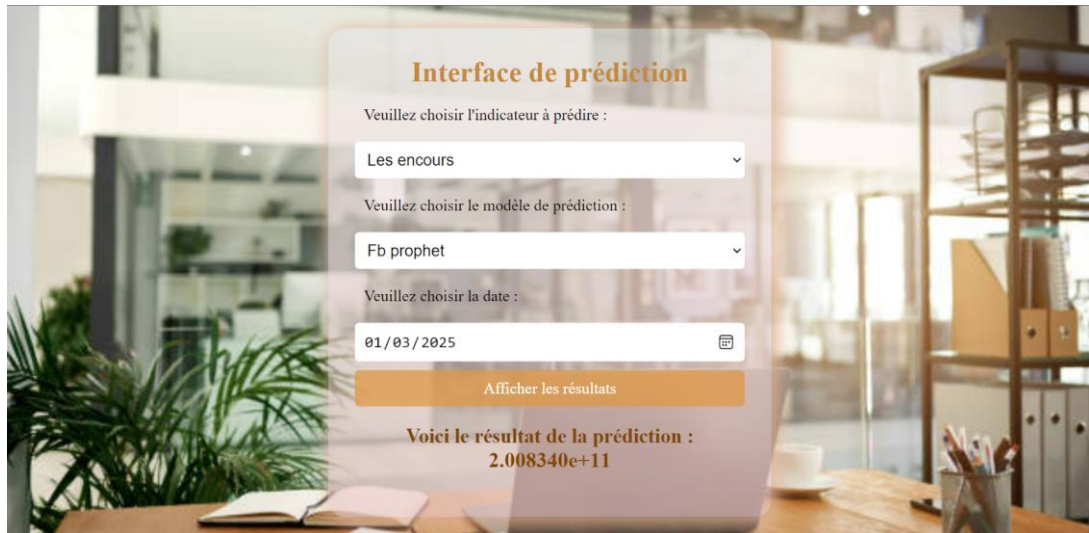 Interface de prédiction
Veuillez choisir l'indicateur à prédire :
Les encours
Veuillez choisir le modèle de prédiction :
Fb prophet
Veuillez choisir la date :
01/03/2025
Afficher les résultats
Voici le résultat de la prédiction :
2.008340e+11